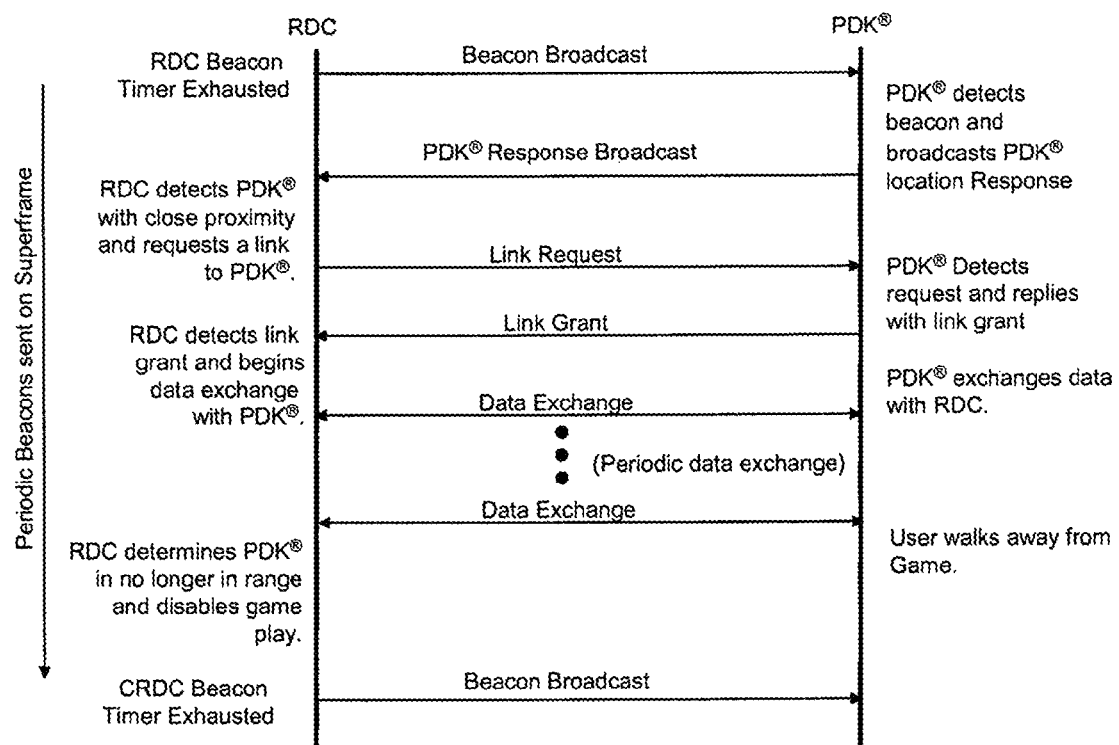 RDC
PDK®
RDC Beacon
Timer Exhausted
Beacon Broadcast
PDK® detects
beacon and
broadcasts PDK®
location Response
PDK® Response Broadcast
RDC detects PDK®
with close proximity
and requests a link
to PDK®.
Link Request
PDK® Detects
request and replies
with link grant
Link Grant
RDC detects link
grant and begins
data exchange
with PDK®.
PDK® exchanges data
with RDC.
Data Exchange
(Periodic data exchange)
Data Exchange
User walks away from
Game.
RDC determines PDK®
in no longer in range
and disables game
play.
CRDC Beacon
Timer Exhausted
Beacon Broadcast
Periodic Beacons sent on Superframe